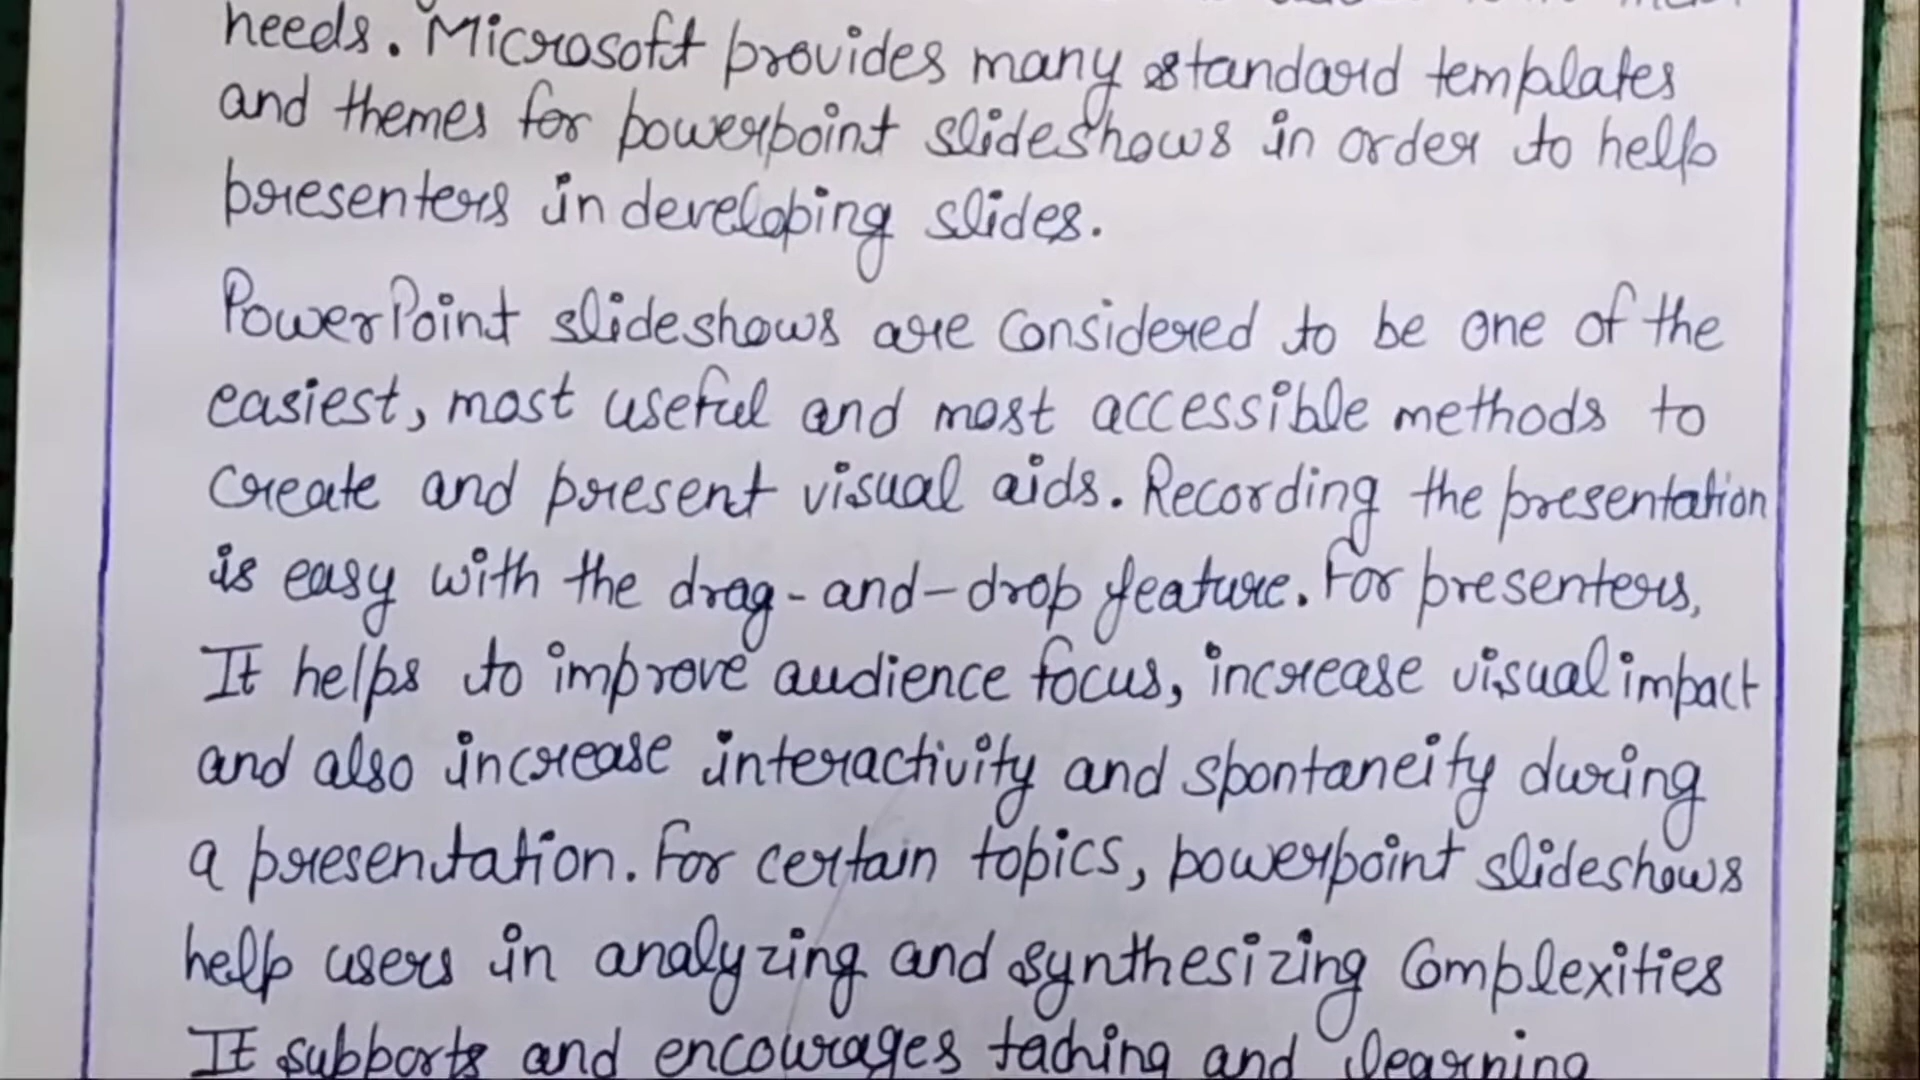 needs. Microsoft provides many standard templates
and themes for powerpoint slideshows in order to help
presenters in developing slides.
PowerPoint slideshows are considered to be one of the
easiest, most useful and most accessible methods to
create and present visual aids. Recording the presentation
is easy with the drag-and-drop feature. For presenters,
It helps to improve audience focus, increase visual impact
and also increase interactivity and spontaneity during
a presentation. For certain topics, powerpoint slideshows
help users in analyzing and synthesizing Complexities
It supports and encourages taching and learning